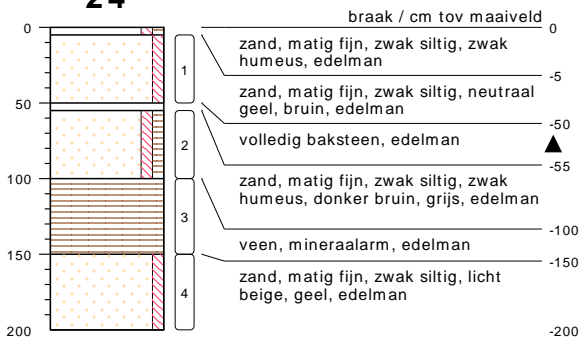 24
braak / cm tov maaiveld
0
0
zand, matig fijn, zwak siltig, zwak
humeus, edelman
-5
1
zand, matig fijn, zwak siltig, neutraal
geel, bruin, edelman
50
-50
volledig baksteen, edelman
2
-55
zand, matig fijn, zwak siltig, zwak
humeus, donker bruin, grijs, edelman
100
-100
3
veen, mineraalarm, edelman
150
-150
zand, matig fijn, zwak siltig, licht
beige, geel, edelman
4
200
-200